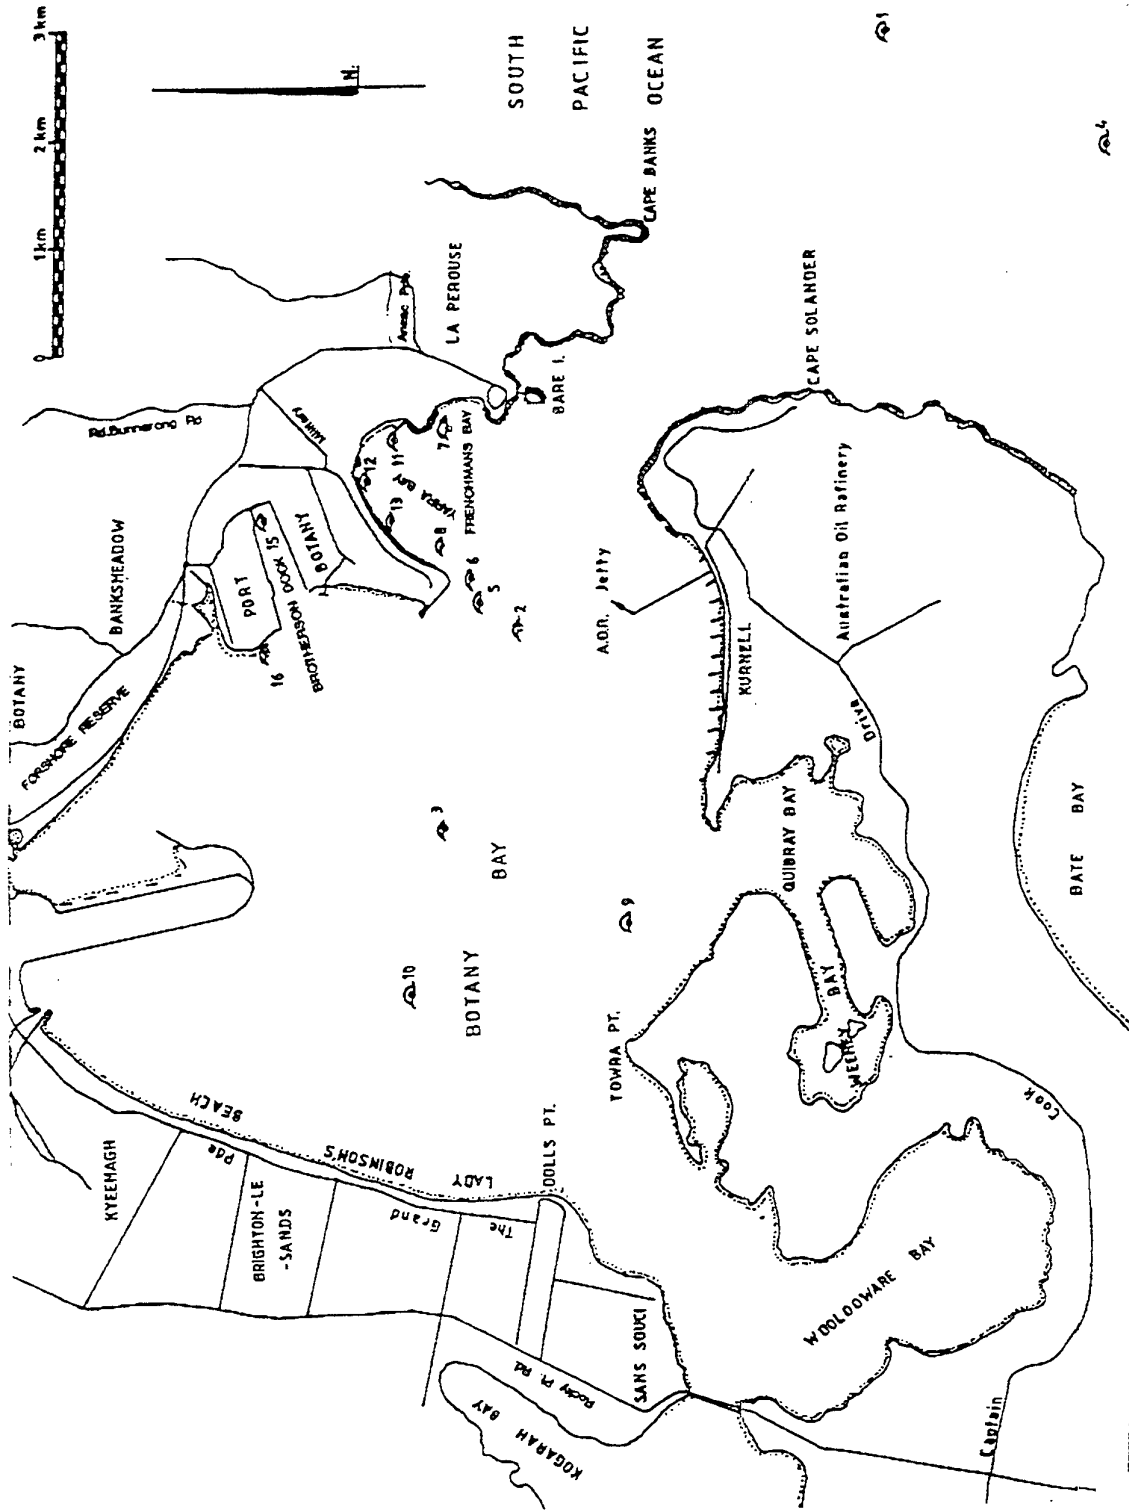 0 1km 2km 3km
N.
SOUTH
PACIFIC
OCEAN
BOTANY
BANKSMEADOW
FORSHORE RESERVE
Rd. Bunnerong Rd
Anzac Pde
LA PEROUSE
Military
PORT
BOTANY
BROTHERSON DOCK
15
16
12
11
13
7
8
6
5
2
YARRA BAY
FRENCHMANS BAY
BARE I.
CAPE BANKS
1
4
KYEEMAGH
BRIGHTON-LE
-SANDS
The Grand Pde
LADY ROBINSON'S BEACH
10
3
9
BOTANY BAY
DOLLS PT.
SANS SOUCI
Rocky Pt. Rd.
KOGARAH BAY
TOWRA PT.
A.O.R. Jetty
KURNELL
CAPE SOLANDER
Australian Oil Refinery
QUIBRAY BAY
WEENEY BAY
WOOLOOWARE BAY
Captain Cook Drive
BATE BAY